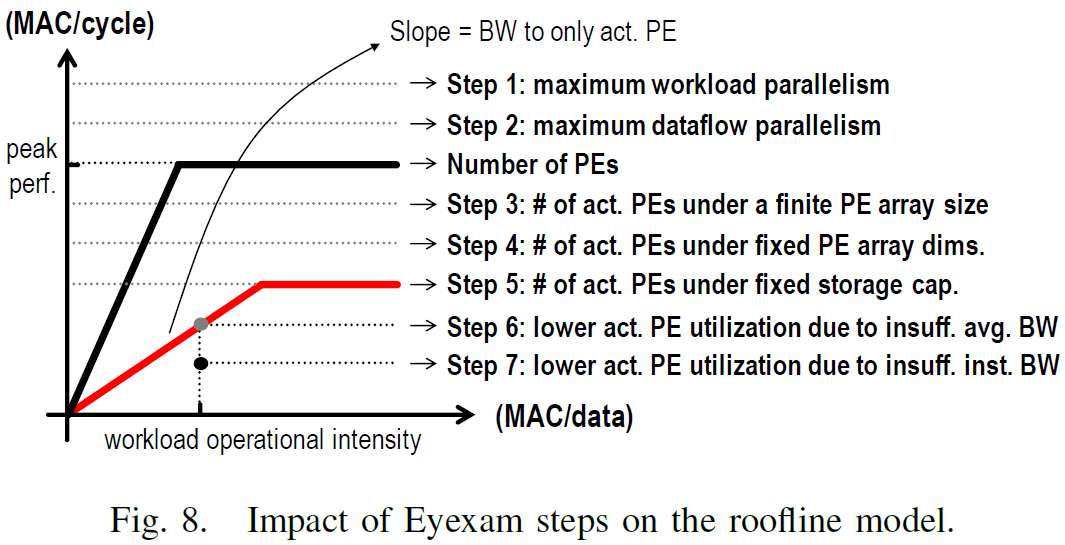 (MAC/cycle)
Slope = BW to only act. PE
Step 1: maximum workload parallelism
Step 2: maximum dataflow parallelism
peak
perf.
Number of PEs
Step 3: # of act. PEs under a finite PE array size
Step 4: # of act. PEs under fixed PE array dims.
Step 5: # of act. PEs under fixed storage cap.
Step 6: lower act. PE utilization due to insuff. avg. BW
Step 7: lower act. PE utilization due to insuff. inst. BW
(MAC/data)
workload operational intensity
Fig. 8. Impact of Eyexam steps on the roofline model.